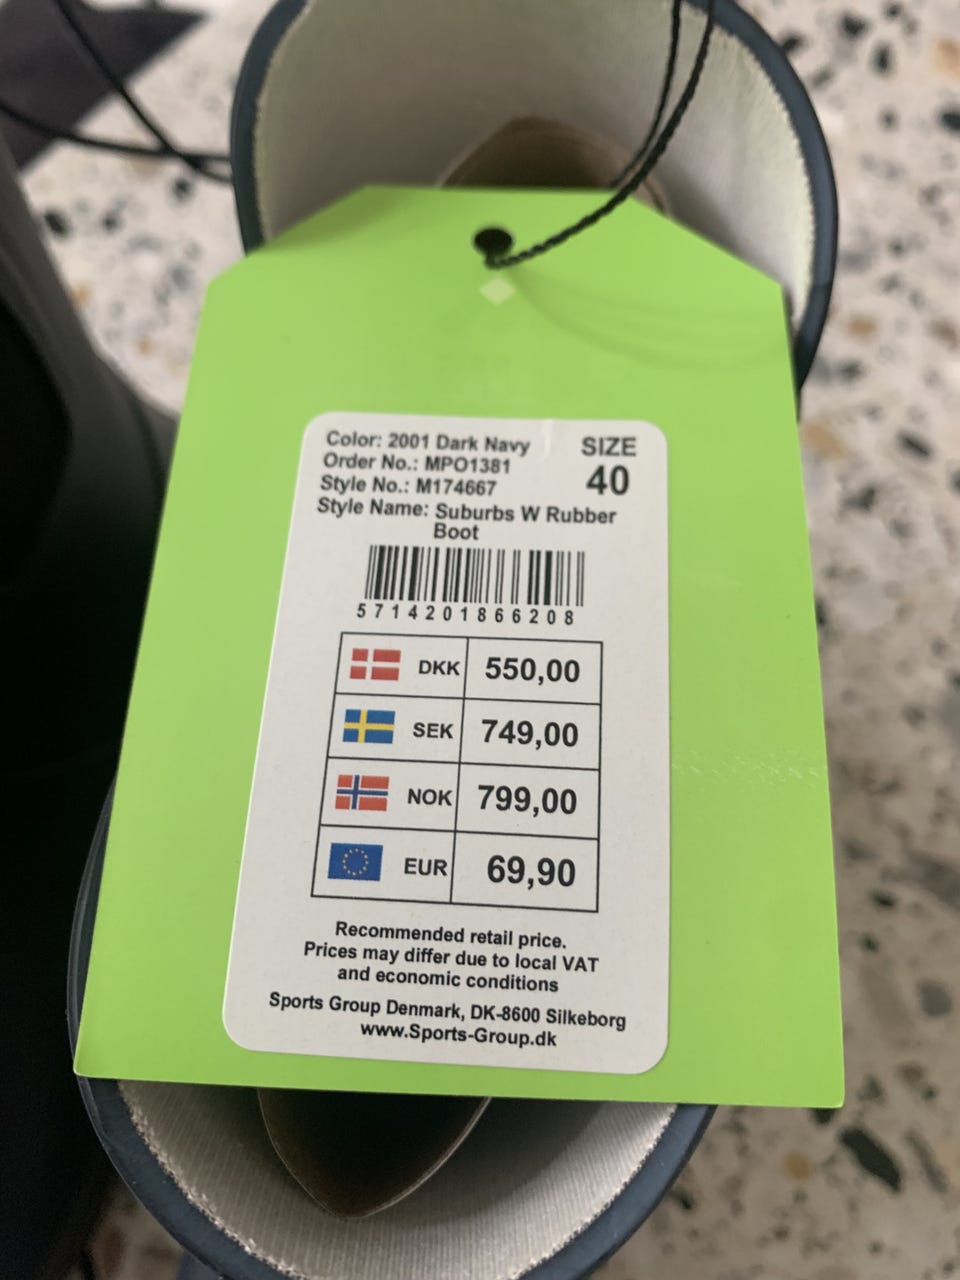 Color: 2001 Dark Navy
Order No.: MPO1381
Style No.: M174667
Style Name: Suburbs W Rubber
Boot
SIZE
40
5714201866208
DKK 550,00
SEK 749,00
NOK 799,00
EUR 69,90
Recommended retail price.
Prices may differ due to local VAT
and economic conditions
Sports Group Denmark, DK-8600 Silkeborg
www.Sports-Group.dk